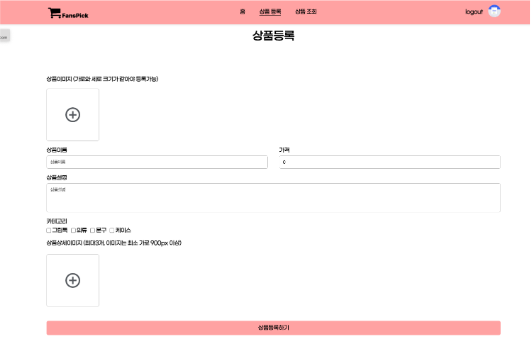 FansPick
홈 상품 등록 상품 조회 logout
상품등록
상품이미지 (가로와 세로 크기가 같아야 등록가능)
상품이름 가격
상품이름 0
상품설명
상품설명
카테고리
그립톡 의류 문구 케이스
상품상세이미지 (최대3개, 이미지는 최소 가로 900px 이상)
상품등록하기